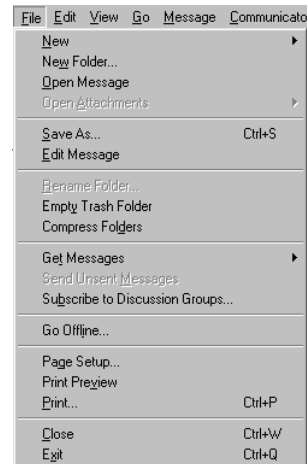 File Edit View Go Message Communicato
New
New Folder...
Open Message
Open Attachments
Save As... Ctrl+S
Edit Message
Rename Folder...
Empty Trash Folder
Compress Folders
Get Messages
Send Unsent Messages
Subscribe to Discussion Groups...
Go Offline...
Page Setup...
Print Preview
Print... Ctrl+P
Close Ctrl+W
Exit Ctrl+Q